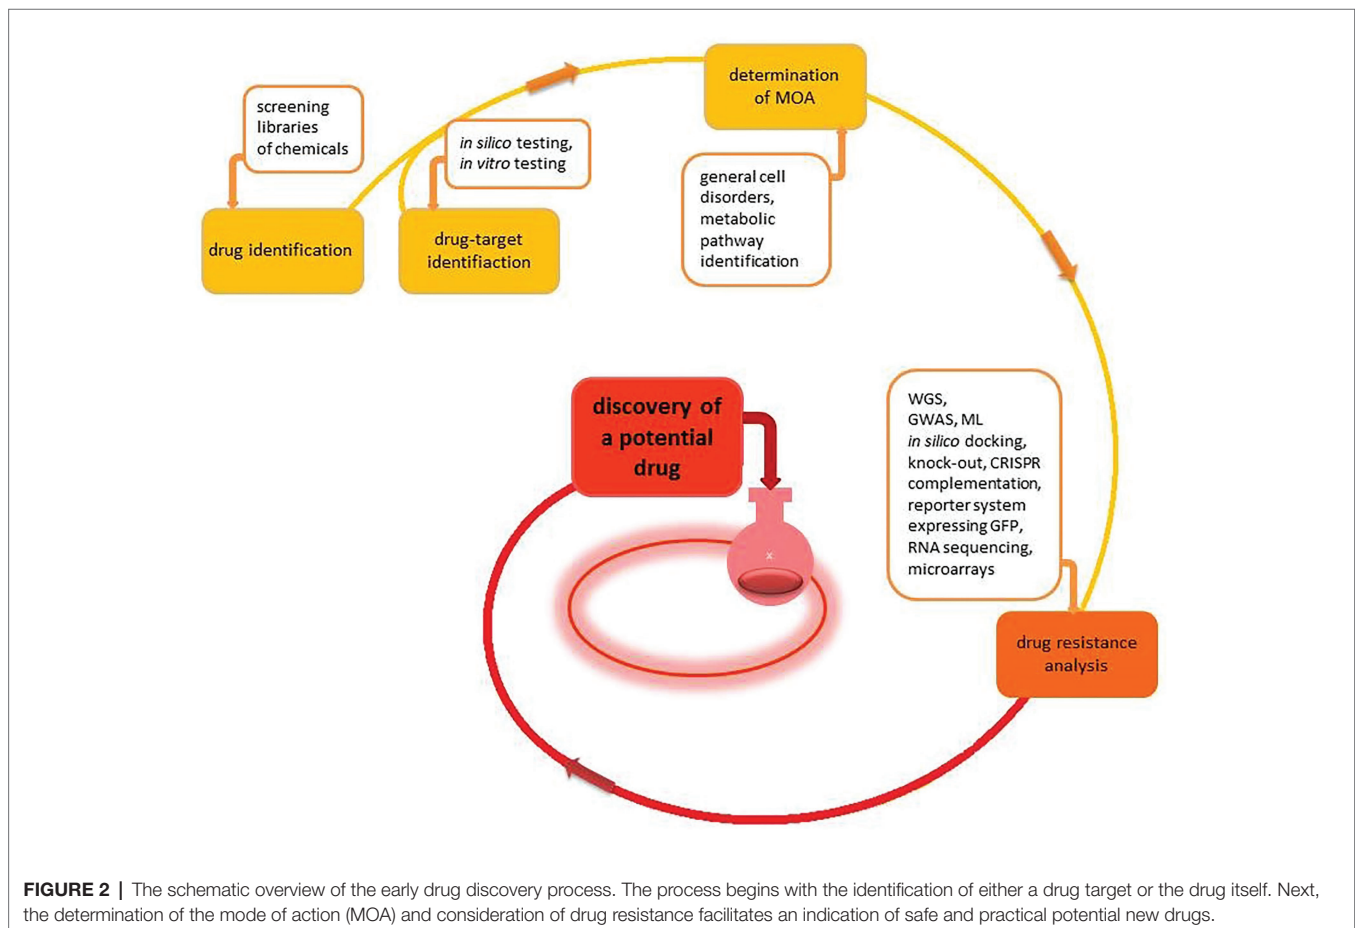 screening
libraries
of chemicals
in silico testing,
in vitro testing
drug identification
drug-target
identifiaction
determination
of MOA
general cell
disorders,
metabolic
pathway
identification
WGS,
GWAS, ML
in silico docking,
knock-out, CRISPR
complementation,
reporter system
expressing GFP,
RNA sequencing,
microarrays
drug resistance
analysis
discovery of
a potential
drug
x
FIGURE 2 | The schematic overview of the early drug discovery process. The process begins with the identification of either a drug target or the drug itself. Next,
the determination of the mode of action (MOA) and consideration of drug resistance facilitates an indication of safe and practical potential new drugs.